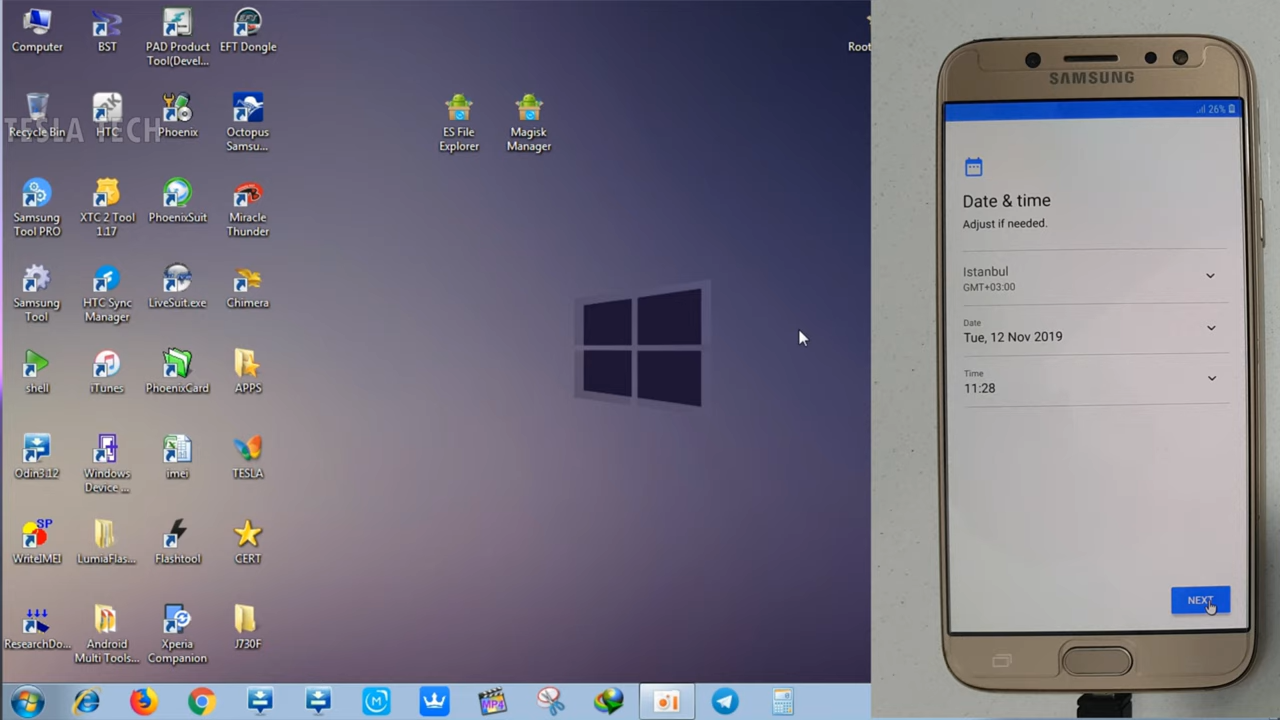 Computer
BST
PAD Product
Tool(Devel...
EFT Dongle
Root
Recycle Bin
HTC
Phoenix
Octopus
Samsu...
ES File
Explorer
Magisk
Manager
TESLA TECH
Samsung
Tool PRO
XTC 2 Tool
1.17
PhoenixSuit
Miracle
Thunder
Samsung
Tool
HTC Sync
Manager
LiveSuit.exe
Chimera
shell
iTunes
PhoenixCard
APPS
Odin3.12
Windows
Device ...
imei
TESLA
SP
WriteIMEI
LumiaFlas...
Flashtool
CERT
ResearchDo...
Android
Multi Tools...
Xperia
Companion
J730F
MP4
SAMSUNG
26%
Date & time
Adjust if needed.
Istanbul
GMT+03:00
Date
Tue, 12 Nov 2019
Time
11:28
NEXT